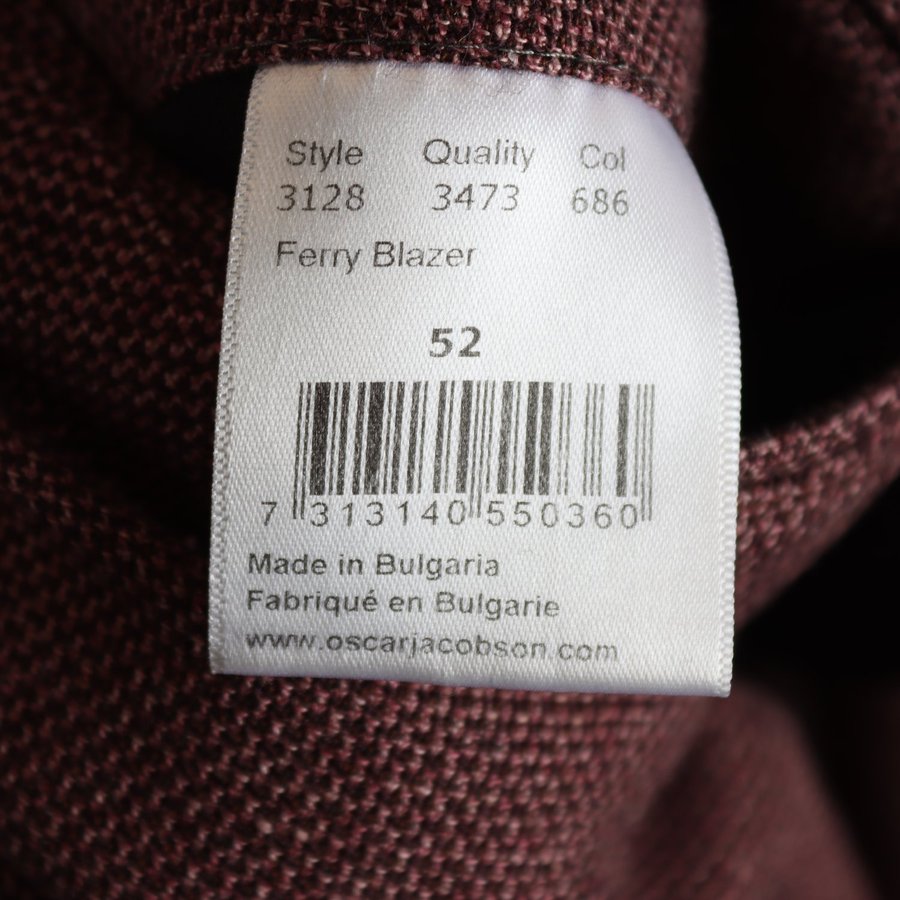 Style Quality Col
3128 3473 686
Ferry Blazer
52
7 313140 550360
Made in Bulgaria
Fabriqué en Bulgarie
www.oscarjacobson.com